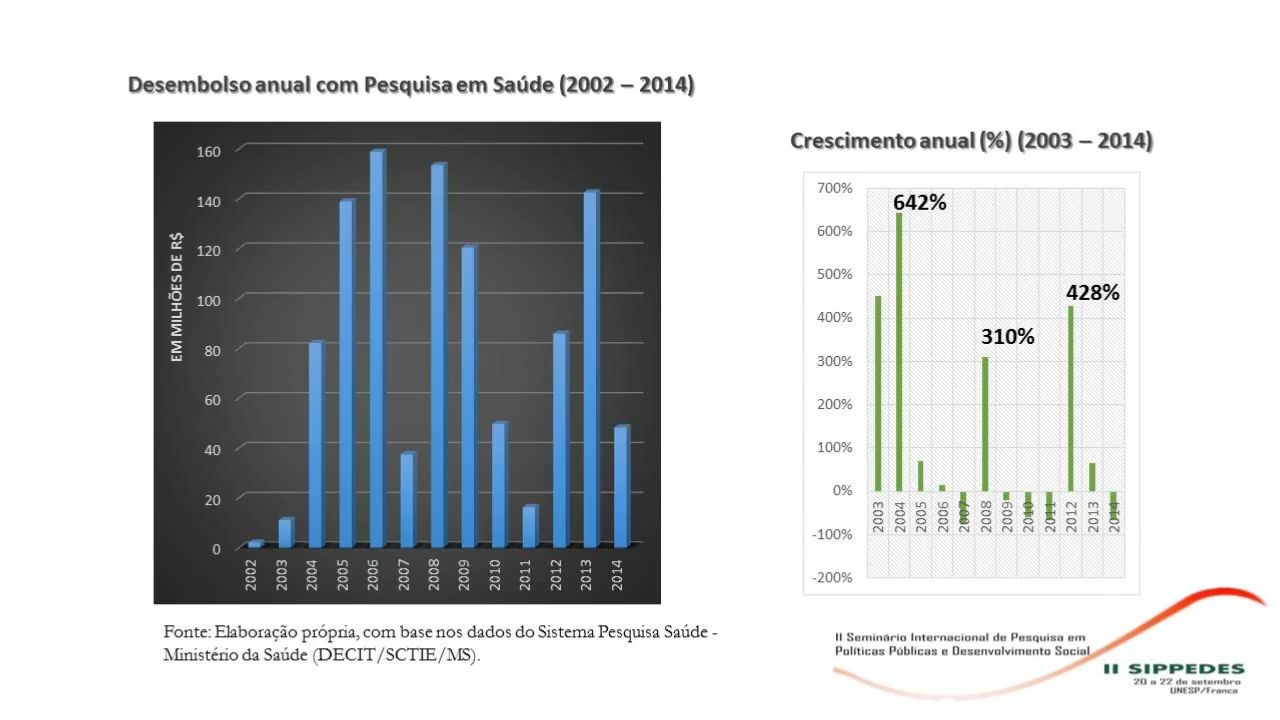 Desembolso anual com Pesquisa em Saúde (2002 – 2014)
EM MILHÕES DE R$
160
140
120
100
80
60
40
20
0
2002 2003 2004 2005 2006 2007 2008 2009 2010 2011 2012 2013 2014
Fonte: Elaboração própria, com base nos dados do Sistema Pesquisa Saúde -
Ministério da Saúde (DECIT/SCTIE/MS).
Crescimento anual (%) (2003 – 2014)
700%
600%
500%
400%
300%
200%
100%
0%
-100%
-200%
642%
310%
428%
2003 2004 2005 2006 2007 2008 2009 2010 2011 2012 2013 2014
II Seminário Internacional de Pesquisa em
Políticas Públicas e Desenvolvimento Social
II SIPPEDES
20 a 22 de setembro
UNESP/Franca